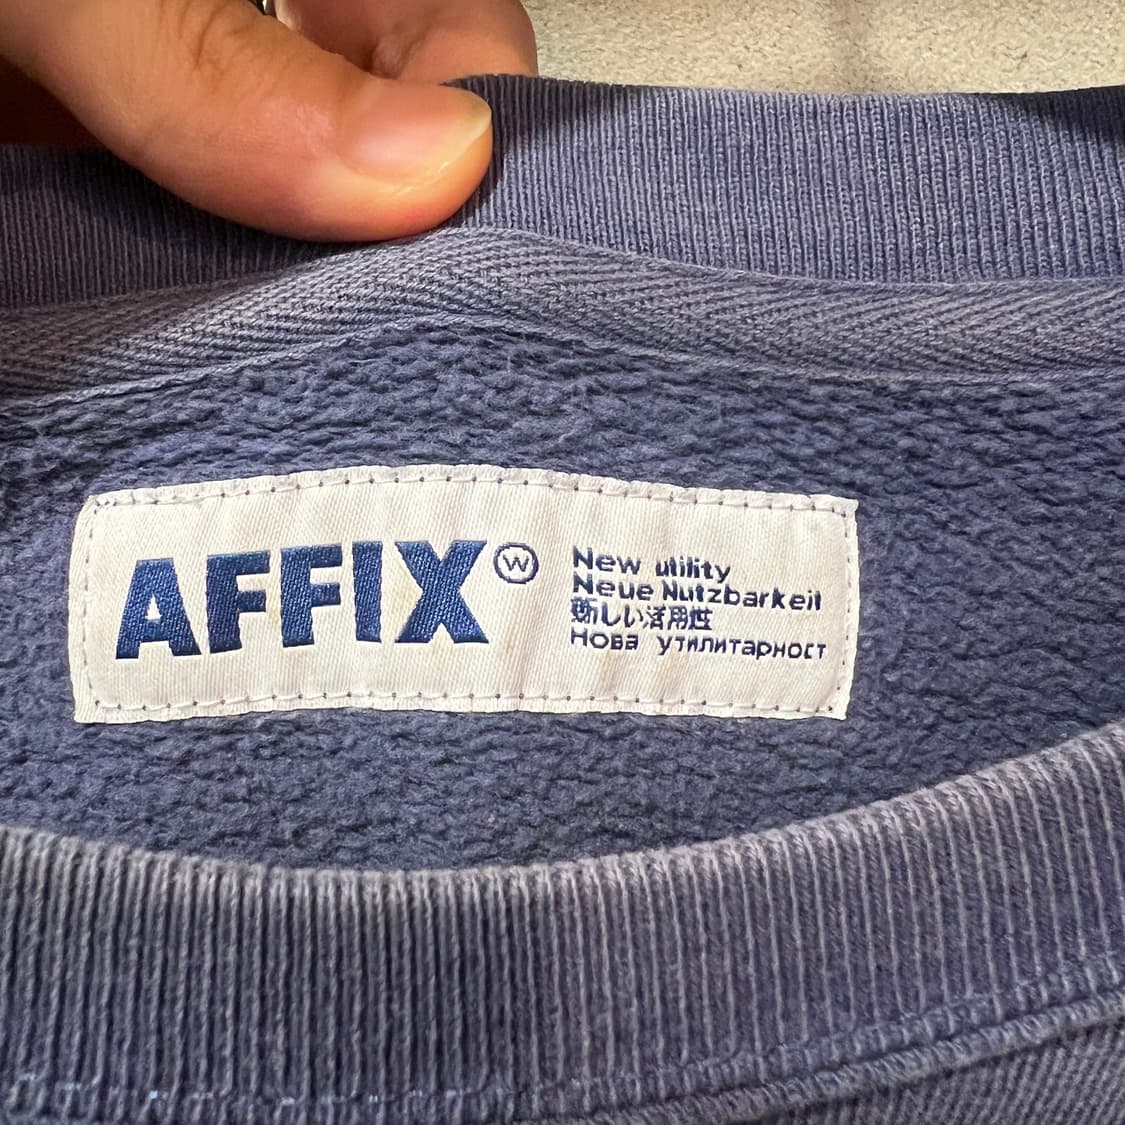 AFFIX Ⓦ
New utility
Neue Nutzbarkeit
新しい活用性
Нова утилитарност